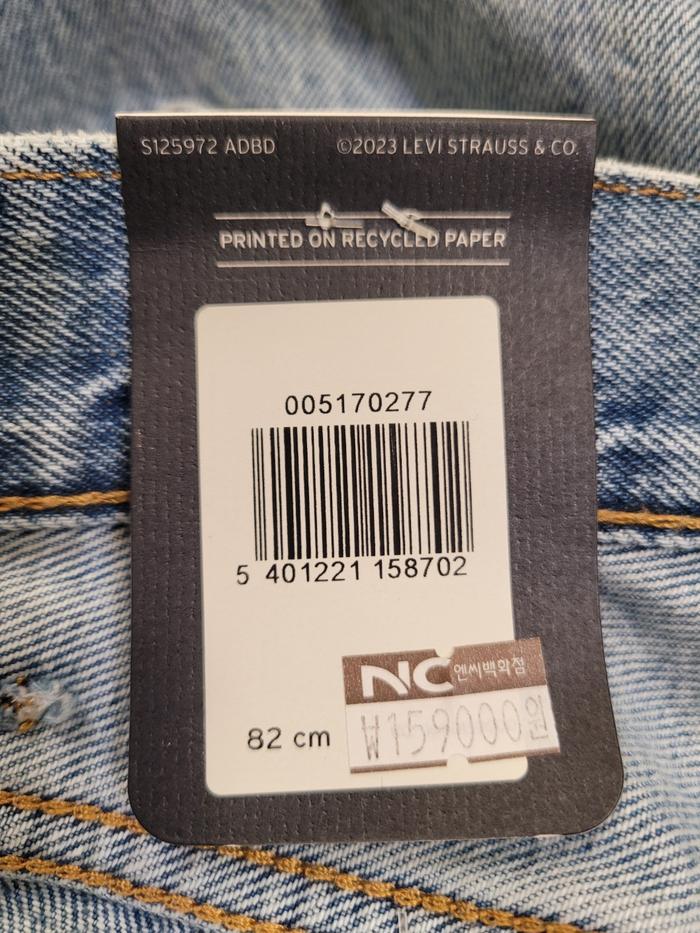 S125972 ADBD ©2023 LEVI STRAUSS & CO.
PRINTED ON RECYCLED PAPER
005170277
5 401221 158702
NC 엔씨백화점
82 cm ₩159000원